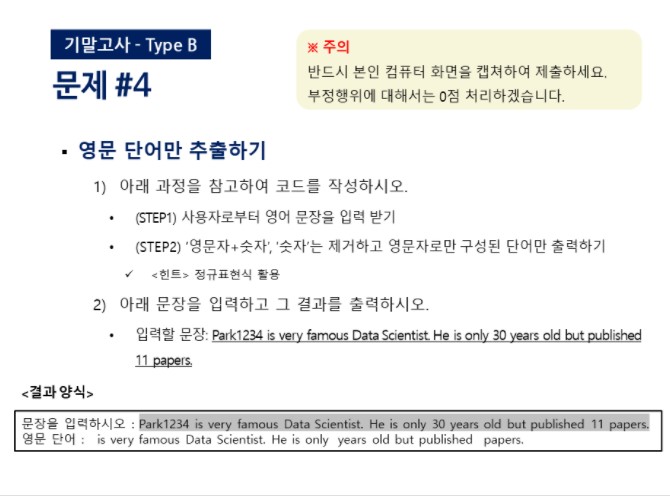 기말고사 - Type B
문제 #4
※ 주의
반드시 본인 컴퓨터 화면을 캡쳐하여 제출하세요.
부정행위에 대해서는 0점 처리하겠습니다.
▪ 영문 단어만 추출하기
1) 아래 과정을 참고하여 코드를 작성하시오.
• (STEP1) 사용자로부터 영어 문장을 입력 받기
• (STEP2) ‘영문자+숫자’, ‘숫자’는 제거하고 영문자로만 구성된 단어만 출력하기
✓ <힌트> 정규표현식 활용
2) 아래 문장을 입력하고 그 결과를 출력하시오.
• 입력할 문장: Park1234 is very famous Data Scientist. He is only 30 years old but published
11 papers.
<결과 양식>
문장을 입력하시오 : Park1234 is very famous Data Scientist. He is only 30 years old but published 11 papers.
영문 단어 :  is very famous Data Scientist. He is only  years old but published  papers.